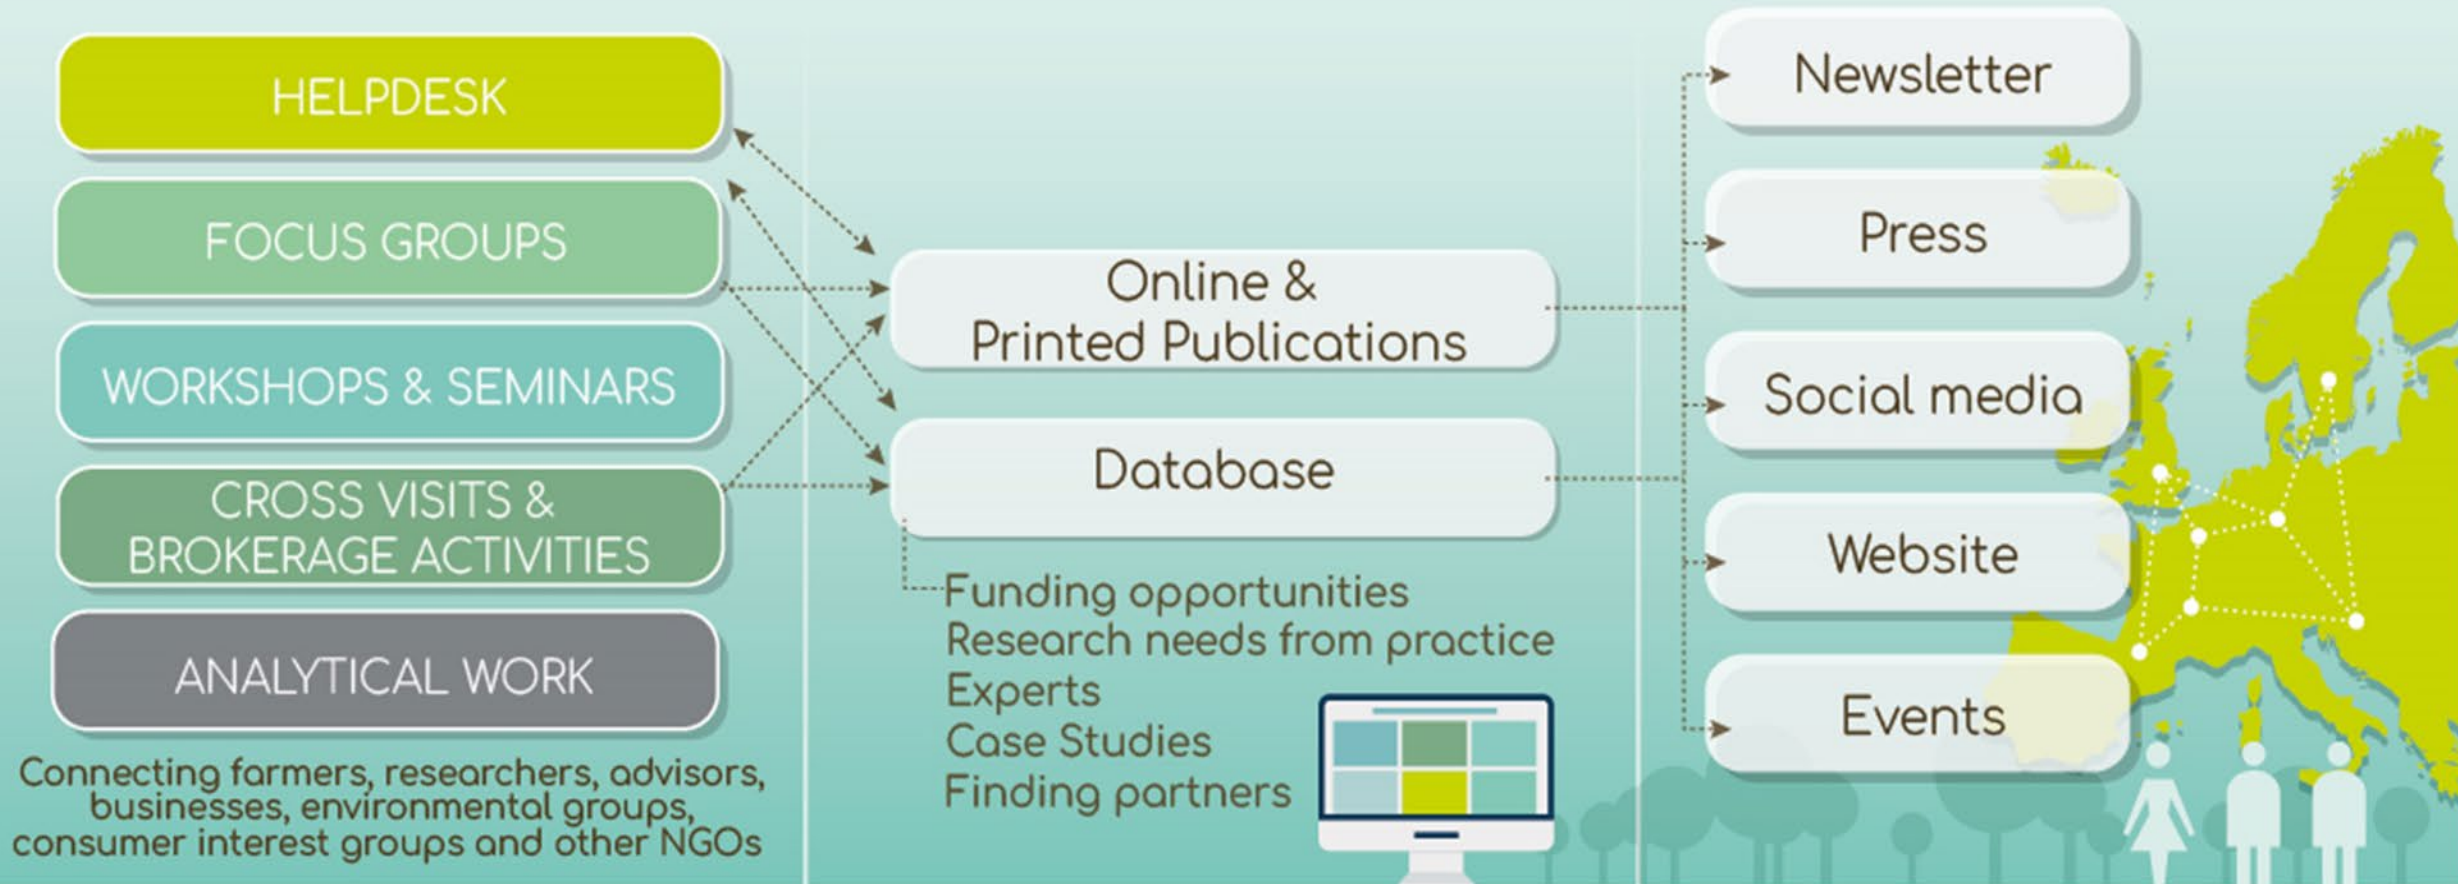 HELPDESK
FOCUS GROUPS
WORKSHOPS & SEMINARS
CROSS VISITS &
BROKERAGE ACTIVITIES
ANALYTICAL WORK
Connecting farmers, researchers, advisors,
businesses, environmental groups,
consumer interest groups and other NGOs
Online &
Printed Publications
Database
Funding opportunities
Research needs from practice
Experts
Case Studies
Finding partners
Newsletter
Press
Social media
Website
Events